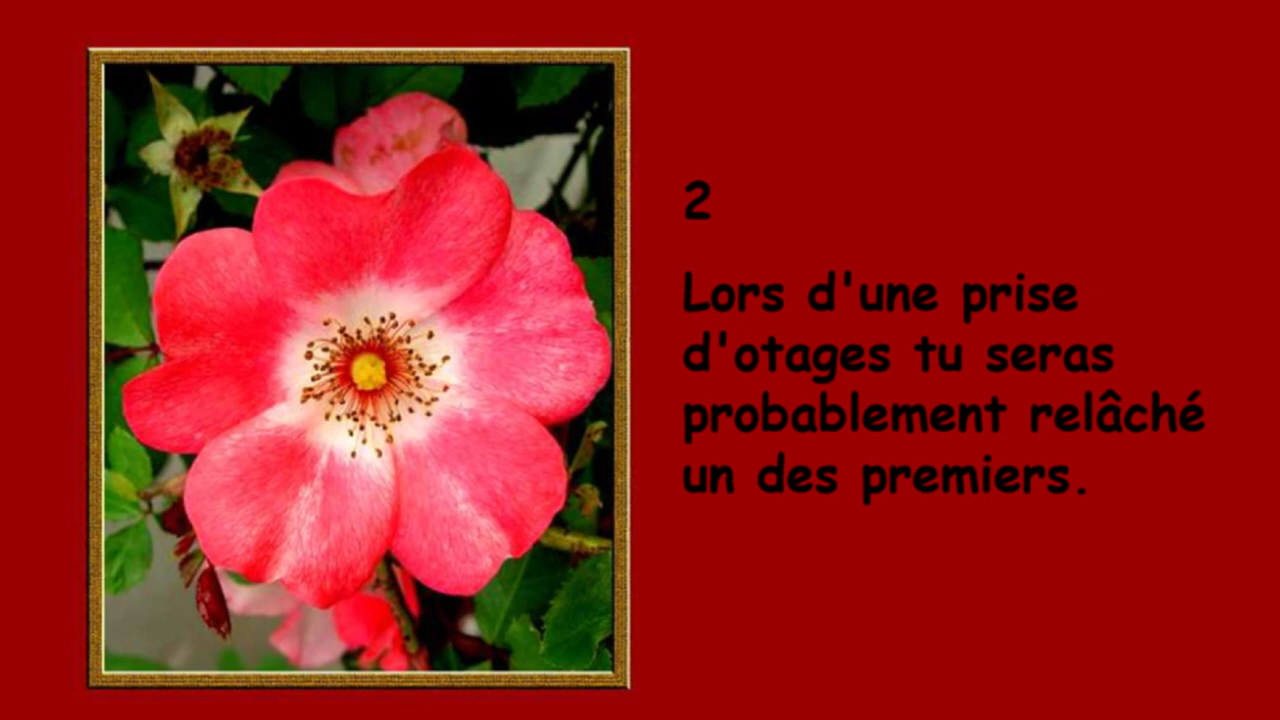 2
Lors d'une prise
d'otages tu seras
probablement relâché
un des premiers.